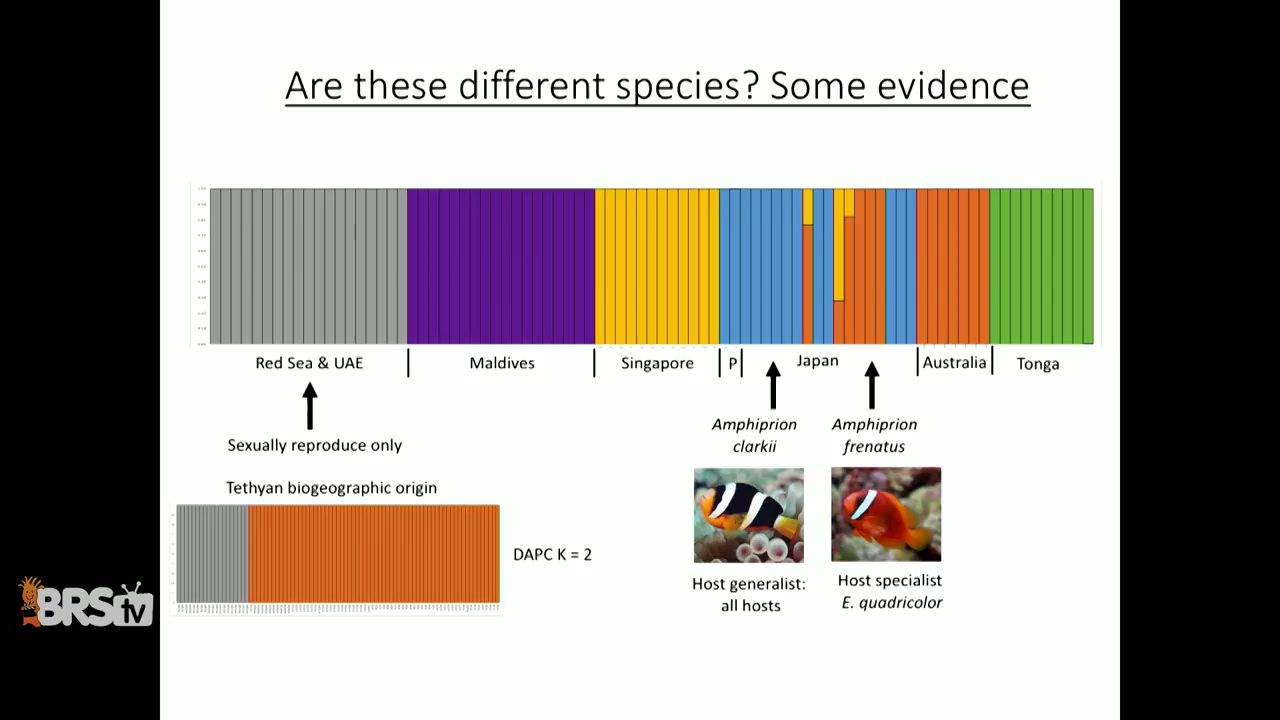 Are these different species? Some evidence
Red Sea & UAE
Maldives
Singapore
P
Japan
Australia
Tonga
Sexually reproduce only
Amphiprion
clarkii
Amphiprion
frenatus
Tethyan biogeographic origin
DAPC K = 2
Host generalist:
all hosts
Host specialist
E. quadricolor
BRStv